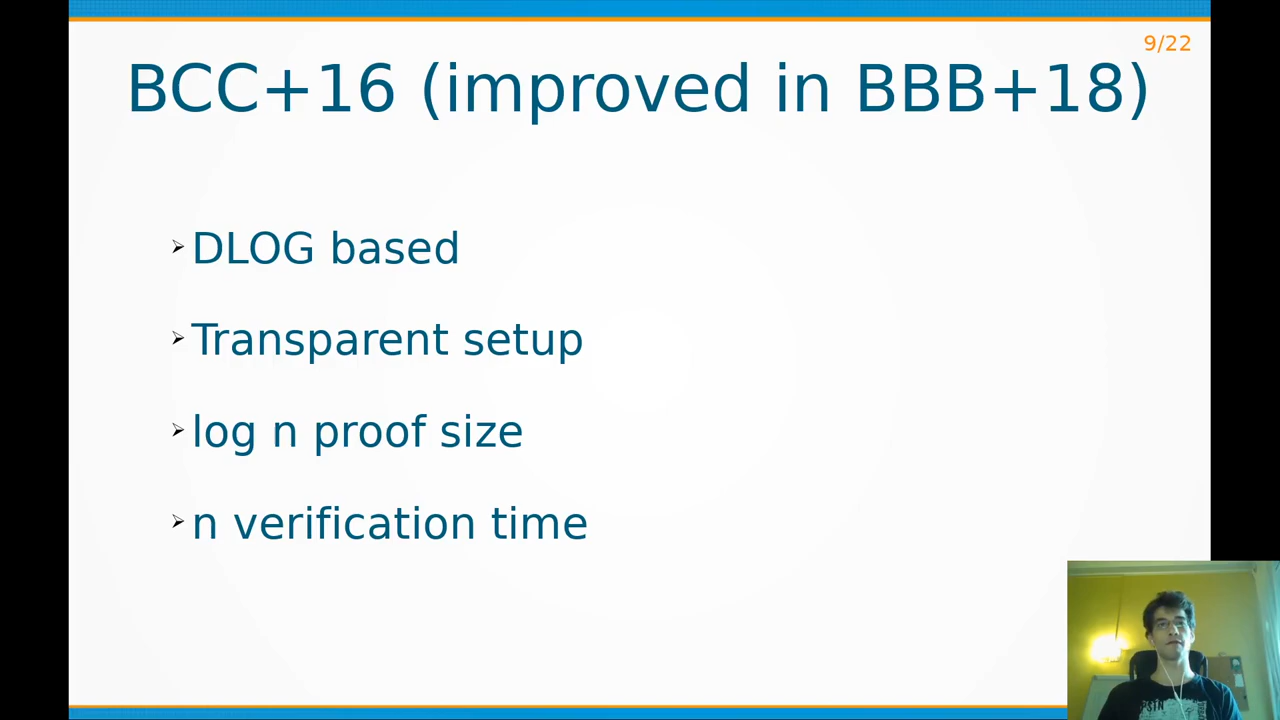 9/22
BCC+16 (improved in BBB+18)
DLOG based
Transparent setup
log n proof size
n verification time